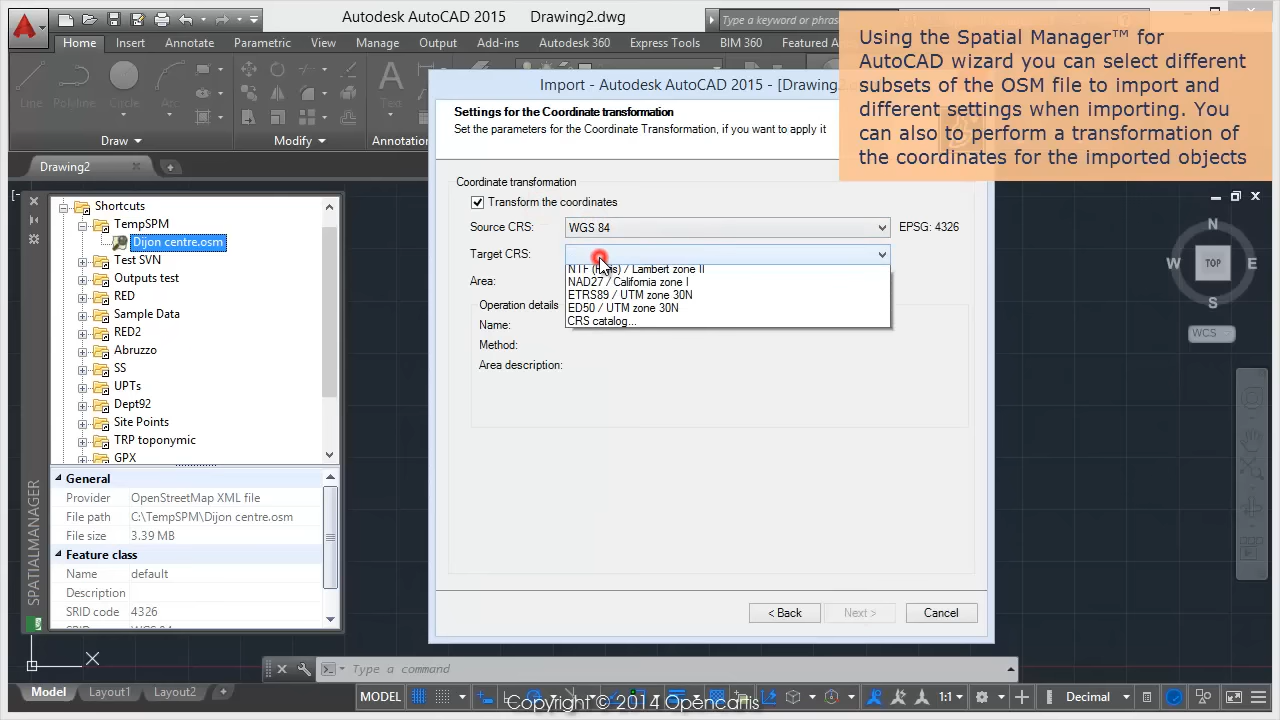 Autodesk AutoCAD 2015 Drawing2.dwg
Type a keyword or phrase
Home Insert Annotate Parametric View Manage Output Add-ins Autodesk 360 Express Tools BIM 360 Featured
Using the Spatial Manager™ for
AutoCAD wizard you can select different
subsets of the OSM file to import and
different settings when importing. You
can also to perform a transformation of
the coordinates for the imported objects
Line Polyline Circle Arc
Draw Modify Annotation
Drawing2
Shortcuts
TempSPM
Dijon centre.osm
Test SVN
Outputs test
RED
Sample Data
RED2
Abruzzo
SS
UPTs
Dept92
Site Points
TRP toponymic
GPX
General
Provider OpenStreetMap XML file
File path C:\TempSPM\Dijon centre.osm
File size 3.39 MB
Feature class
Name default
Description
SRID code 4326
SRID WGS 84
SPATIALMANAGER
Import - Autodesk AutoCAD 2015 - [Drawing2
Settings for the Coordinate transformation
Set the parameters for the Coordinate Transformation, if you want to apply it
Coordinate transformation
Transform the coordinates
Source CRS: WGS 84 EPSG: 4326
Target CRS:
NTF (Paris) / Lambert zone II
NAD27 / California zone I
ETRS89 / UTM zone 30N
ED50 / UTM zone 30N
CRS catalog...
Area:
Operation details
Name:
Method:
Area description:
< Back Next > Cancel
N
W TOP E
S
WCS
Type a command
Model Layout1 Layout2
MODEL 1:1 Decimal
Copyright © 2014 Opencartis